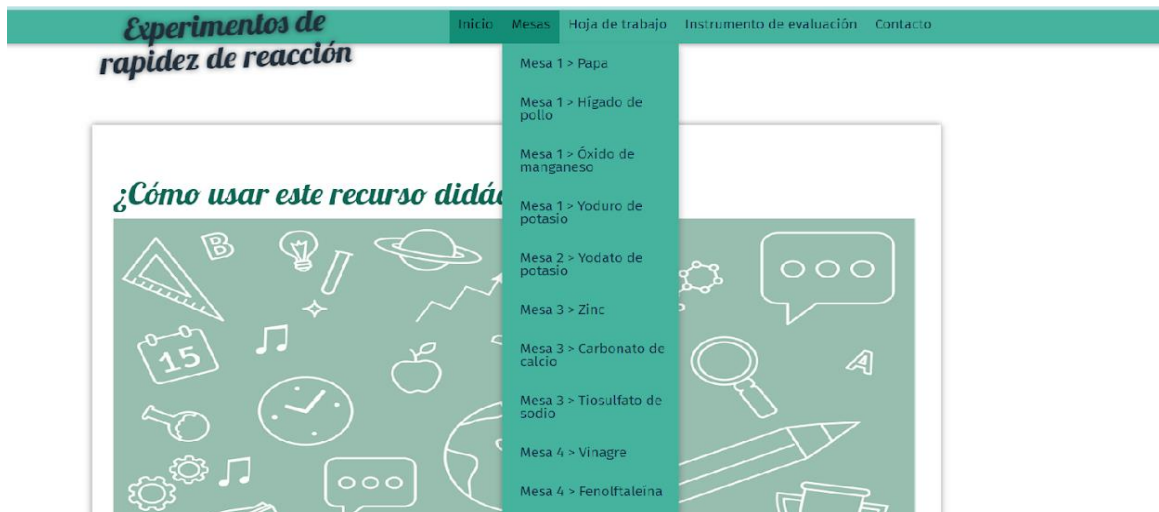 Experimentos de
rapidez de reacción
Inicio Mesas Hoja de trabajo Instrumento de evaluación Contacto
Mesa 1 > Papa
Mesa 1 > Hígado de
pollo
Mesa 1 > Óxido de
manganeso
Mesa 1 > Yoduro de
potasio
Mesa 2 > Yodato de
potasio
Mesa 3 > Zinc
Mesa 3 > Carbonato de
calcio
Mesa 3 > Tiosulfato de
sodio
Mesa 4 > Vinagre
Mesa 4 > Fenolftaleína
¿Cómo usar este recurso
B
15
A